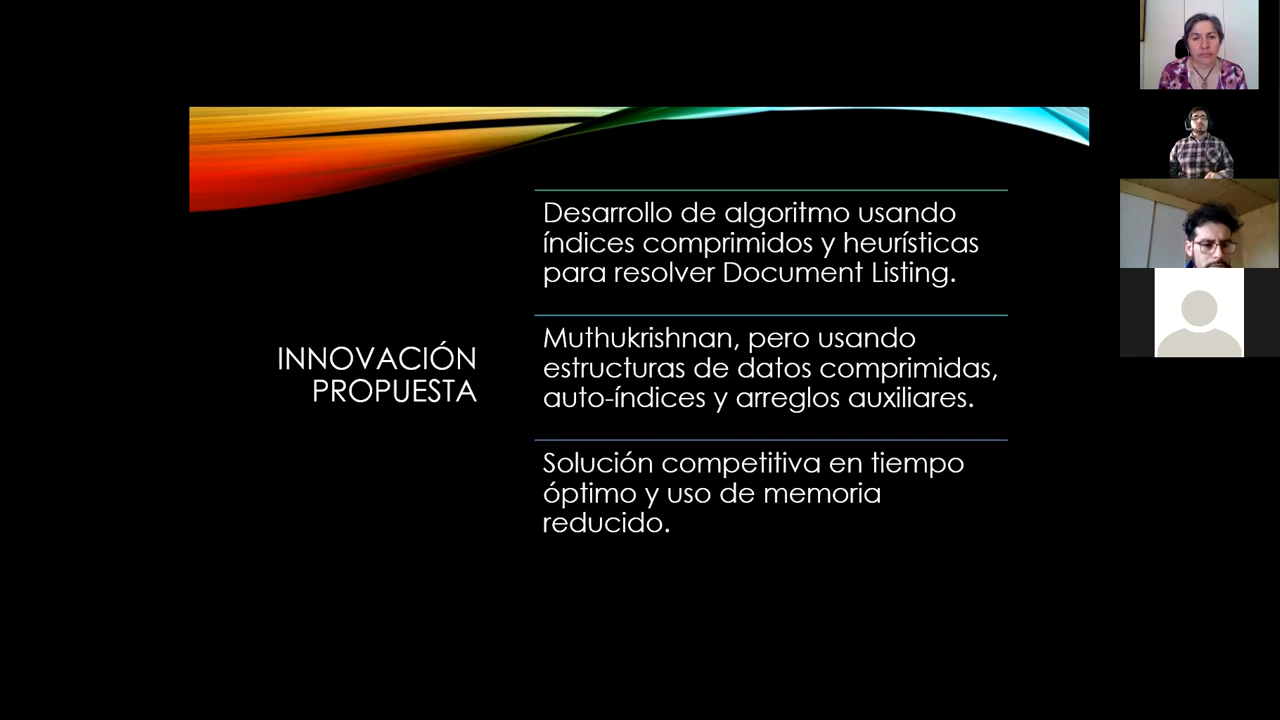 INNOVACIÓN
PROPUESTA
Desarrollo de algoritmo usando
índices comprimidos y heurísticas
para resolver Document Listing.
Muthukrishnan, pero usando
estructuras de datos comprimidas,
auto-índices y arreglos auxiliares.
Solución competitiva en tiempo
óptimo y uso de memoria
reducido.